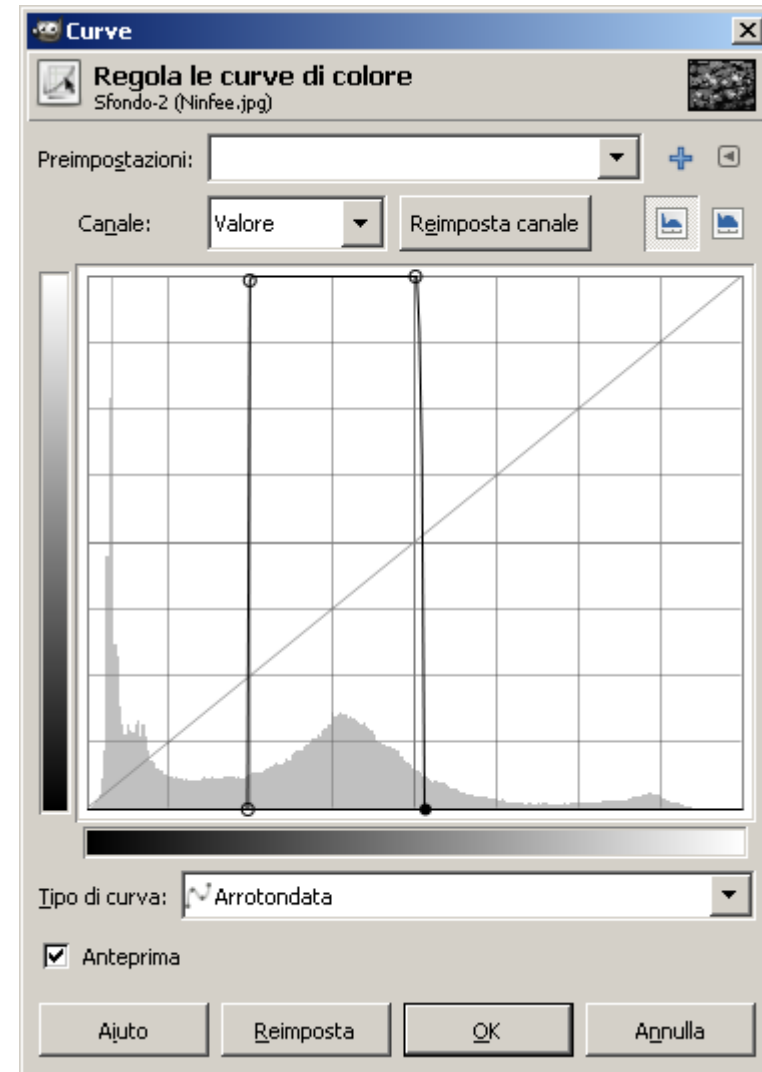 Curve
Regola le curve di colore
Sfondo-2 (Ninfee.jpg)
Preimpostazioni:
Canale: Valore Reimposta canale
Tipo di curva: Arrotondata
Anteprima
Aiuto Reimposta OK Annulla